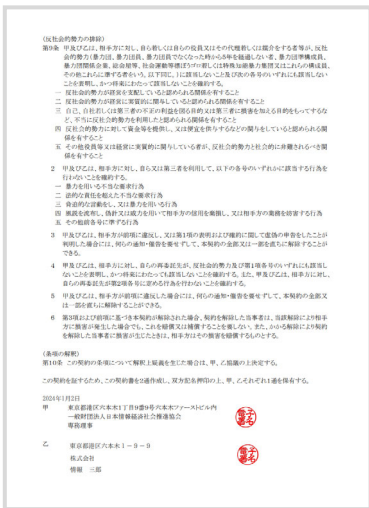 (反社会的勢力の排除)
第9条 甲及び乙は、相手方に対し、自ら若しくは自らの役員又はその代理若しくは媒介をする者等が、反社会的勢力(暴力団、暴力団員、暴力団員でなくなった時から5年を経過しない者、暴力団準構成員、
暴力団関係企業、総会屋等、社会運動等標ぼうゴロ若しくは特殊知能暴力集団又はこれらの構成員、
その他これらに準ずる者をいう。以下同じ。)に該当しないこと及び次の各号のいずれにも該当しない
ことを表明し、かつ将来にわたっても該当しないことを確約する。
一 反社会的勢力が経営を支配していると認められる関係を有すること
二 反社会的勢力が経営に実質的に関与していると認められる関係を有すること
三 自己、自社若しくは第三者の不正の利益を図る目的又は第三者に損害を加える目的をもってするな
ど、不当に反社会的勢力を利用したと認められる関係を有すること
四 反社会的勢力に対して資金等を提供し、又は便宜を供与するなどの関与をしていると認められる関
係を有すること
五 その他役員等又は経営に実質的に関与している者が、反社会的勢力と社会的に非難されるべき関
係を有すること
2 甲及び乙は、相手方に対し、自ら又は第三者を利用して、以下の各号のいずれかに該当する行為を
行わないことを確約する。
一 暴力を用いる不当な要求行為
二 法的な責任を超えた不当な要求行為
三 脅迫的な言動をし、又は暴力を用いる行為
四 風説を流布し、偽計又は威力を用いて相手方の信用を毀損し、又は相手方の業務を妨害する行為
五 その他前各号に準ずる行為
3 甲及び乙は、相手方が前項に違反し、又は第1項の表明及び確約に関して虚偽の申告をしたことが
判明した場合には、何らの通知・催告を要せずして、本契約の全部又は一部を直ちに解除することが
できる。
4 甲及び乙は、相手方に対し、自らの再委託先が、反社会的勢力及び第1項各号のいずれにも該当し
ないことを表明し、かつ将来にわたっても該当しないことを確約する。また、甲及び乙は、相手方に対し、
自らの再委託先が第2項各号に定める行為を行わないことを確約する。
5 甲及び乙は、相手方が前項に違反した場合には、何らの通知・催告を要せずして、本契約の全部又
は一部を直ちに解除することができる。
6 第3項および前項に基づき本契約が解除された場合、契約を解除した当事者は、当該解除により相手
方に損害が発生した場合でも、これを賠償又は補償することを要しない。また、かかる解除により契約
を解除した当事者に損害が生じたときは、相手方はその損害を賠償するものとする。
(条項の解釈)
第10条 この契約の条項について解釈上疑義を生じた場合は、甲、乙協議の上決定する。
この契約を証するため、この契約書を2通作成し、双方記名押印の上、甲、乙それぞれ1通を保有する。
2024年1月2日
甲 東京都港区六本木1丁目9番9号六本木ファーストビル内
一般財団法人日本情報経済社会推進協会
専務理事
電子署名
乙 東京都港区六本木1-9-9
株式会社
情報 三郎
電子署名